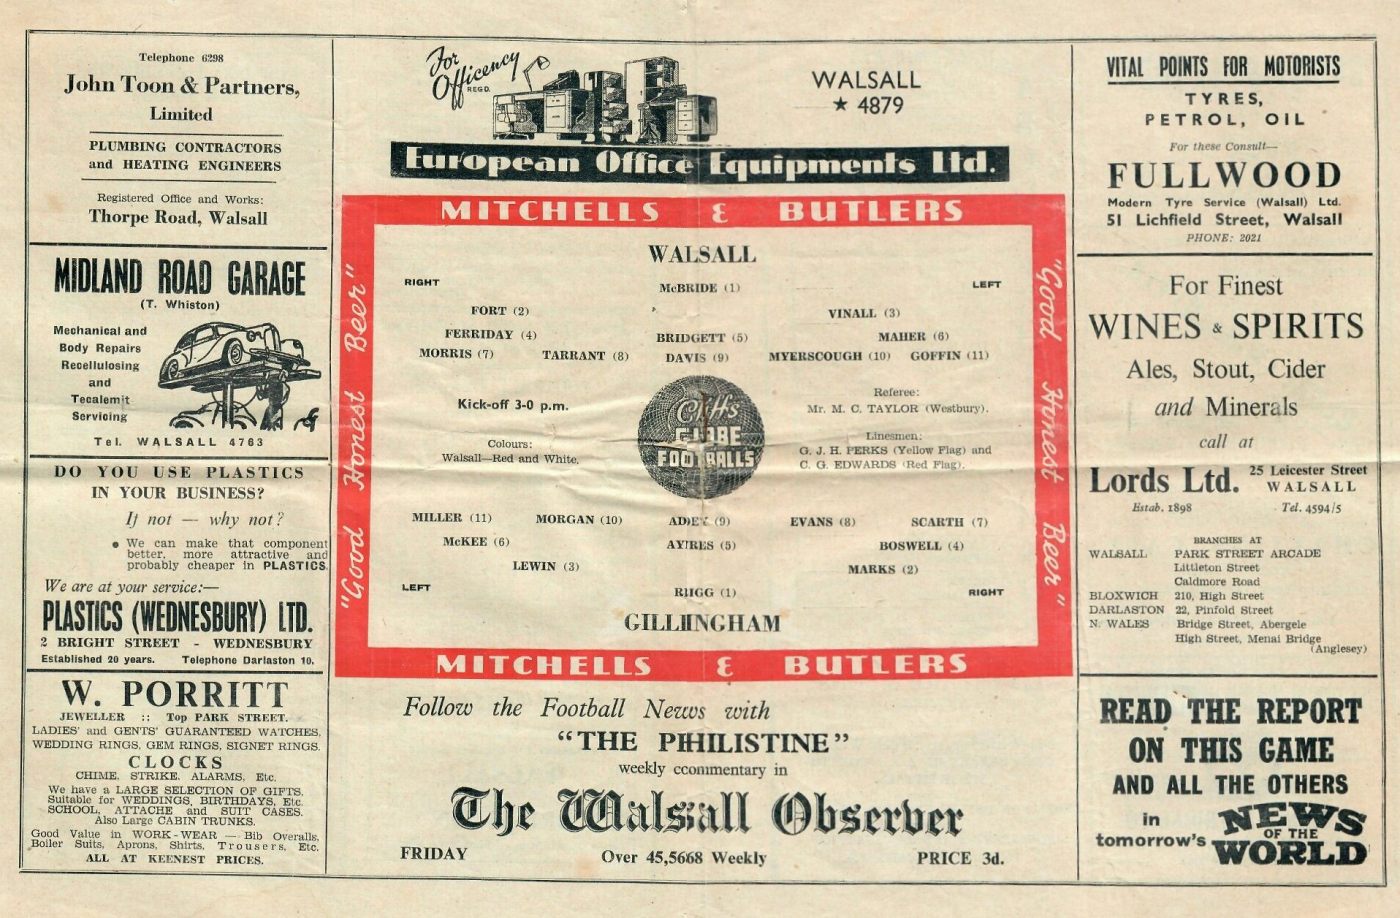 Telephone 6298
John Toon & Partners,
Limited
PLUMBING CONTRACTORS
and HEATING ENGINEERS
Registered Office and Works:
Thorpe Road, Walsall
MIDLAND ROAD GARAGE
(T. Whiston)
Mechanical and
Body Repairs
Recellulosing
and
Tecalemit
Servicing
Tel. WALSALL 4763
DO YOU USE PLASTICS
IN YOUR BUSINESS?
If not — why not?
• We can make that component
better, more attractive and
probably cheaper in PLASTICS.
We are at your service:—
PLASTICS (WEDNESBURY) LTD.
2 BRIGHT STREET - WEDNESBURY
Established 20 years. Telephone Darlaston 10.
W. PORRITT
JEWELLER :: Top PARK STREET.
LADIES' and GENTS' GUARANTEED WATCHES,
WEDDING RINGS, GEM RINGS, SIGNET RINGS.
CLOCKS
CHIME, STRIKE, ALARMS, Etc.
We have a LARGE SELECTION OF GIFTS,
Suitable for WEDDINGS, BIRTHDAYS, Etc.
SCHOOL, ATTACHE and SUIT CASES.
Also Large CABIN TRUNKS.
Good Value in WORK-WEAR — Bib Overalls,
Boiler Suits, Aprons, Shirts, Trousers, Etc.
ALL AT KEENEST PRICES.
For
Officency
REGD.
WALSALL
★ 4879
European Office Equipments Ltd.
MITCHELLS & BUTLERS
"Good Honest Beer"
WALSALL
RIGHT
McBRIDE (1)
LEFT
FORT (2) VINALL (3)
FERRIDAY (4) BRIDGETT (5) MAHER (6)
MORRIS (7) TARRANT (8) DAVIS (9) MYERSCOUGH (10) GOFFIN (11)
Kick-off 3-0 p.m.
Colours:
Walsall—Red and White.
Cliff's
GLOBE
FOOTBALLS
Referee:
Mr. M. C. TAYLOR (Westbury).
Linesmen:
G. J. H. PERKS (Yellow Flag) and
C. G. EDWARDS (Red Flag).
MILLER (11) MORGAN (10) ADEY (9) EVANS (8) SCARTH (7)
McKEE (6) AYRES (5) BOSWELL (4)
LEWIN (3) MARKS (2)
LEFT
RIGG (1)
RIGHT
GILLINGHAM
"Good Honest Beer"
MITCHELLS & BUTLERS
Follow the Football News with
"THE PHILISTINE"
weekly commentary in
The Walsall Observer
FRIDAY Over 45,5668 Weekly PRICE 3d.
VITAL POINTS FOR MOTORISTS
TYRES,
PETROL, OIL
For these Consult—
FULLWOOD
Modern Tyre Service (Walsall) Ltd.
51 Lichfield Street, Walsall
PHONE: 2021
For Finest
WINES & SPIRITS
Ales, Stout, Cider
and Minerals
call at
Lords Ltd. 25 Leicester Street
WALSALL
Estab. 1898 Tel. 4594/5
BRANCHES AT
WALSALL PARK STREET ARCADE
Littleton Street
Caldmore Road
BLOXWICH 210, High Street
DARLASTON 22, Pinfold Street
N. WALES Bridge Street, Abergele
High Street, Menai Bridge
(Anglesey)
READ THE REPORT
ON THIS GAME
AND ALL THE OTHERS
in
tomorrow's
NEWS
OF THE
WORLD